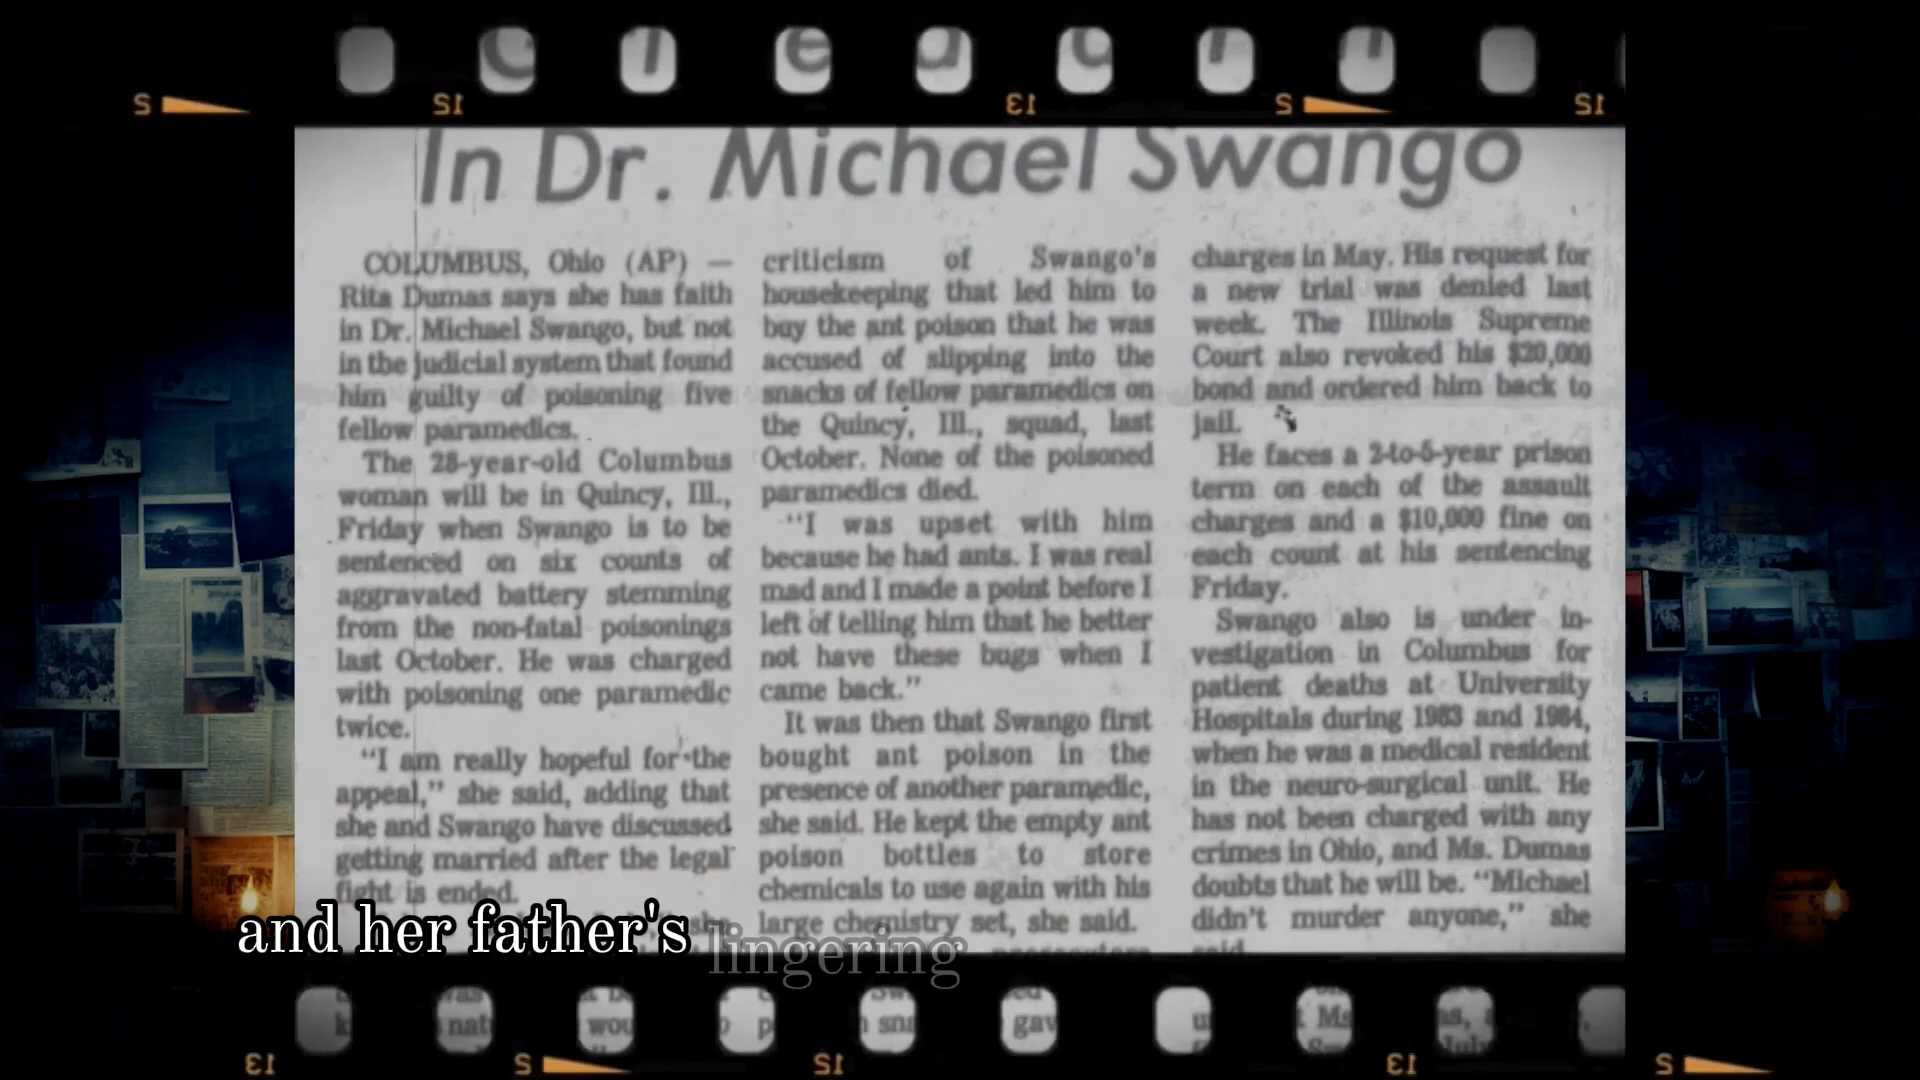 In Dr. Michael Swango
COLUMBUS, Ohio (AP) —
Rita Dumas says she has faith
in Dr. Michael Swango, but not
in the judicial system that found
him guilty of poisoning five
fellow paramedics.
The 28-year-old Columbus
woman will be in Quincy, Ill.,
Friday when Swango is to be
sentenced on six counts of
aggravated battery stemming
from the non-fatal poisonings
last October. He was charged
with poisoning one paramedic
twice.
"I am really hopeful for the
appeal," she said, adding that
she and Swango have discussed
getting married after the legal
fight is ended.
she
criticism of Swango's
housekeeping that led him to
buy the ant poison that he was
accused of slipping into the
snacks of fellow paramedics on
the Quincy, Ill., squad, last
October. None of the poisoned
paramedics died.
"I was upset with him
because he had ants. I was real
mad and I made a point before I
left of telling him that he better
not have these bugs when I
came back."
It was then that Swango first
bought ant poison in the
presence of another paramedic,
she said. He kept the empty ant
poison bottles to store
chemicals to use again with his
large chemistry set, she said.
prosecutors
charges in May. His request for
a new trial was denied last
week. The Illinois Supreme
Court also revoked his $20,000
bond and ordered him back to
jail.
He faces a 2-to-5-year prison
term on each of the assault
charges and a $10,000 fine on
each count at his sentencing
Friday.
Swango also is under in-
vestigation in Columbus for
patient deaths at University
Hospitals during 1983 and 1984,
when he was a medical resident
in the neuro-surgical unit. He
has not been charged with any
crimes in Ohio, and Ms. Dumas
doubts that he will be. "Michael
didn't murder anyone," she
said
and her father's lingering